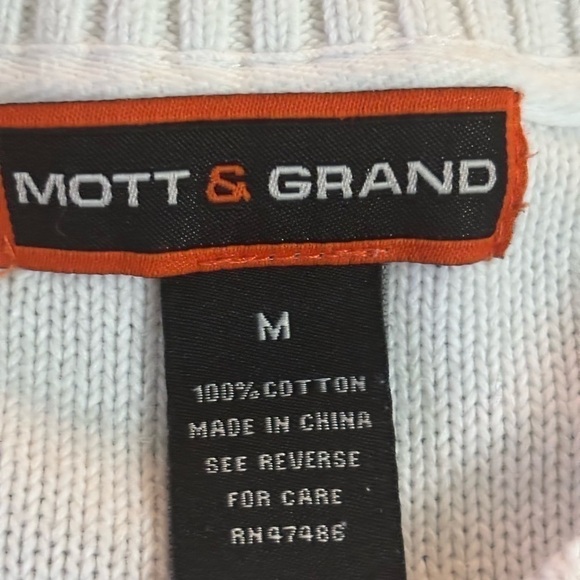 MOTT & GRAND
M
100% COTTON
MADE IN CHINA
SEE REVERSE
FOR CARE
RN47486